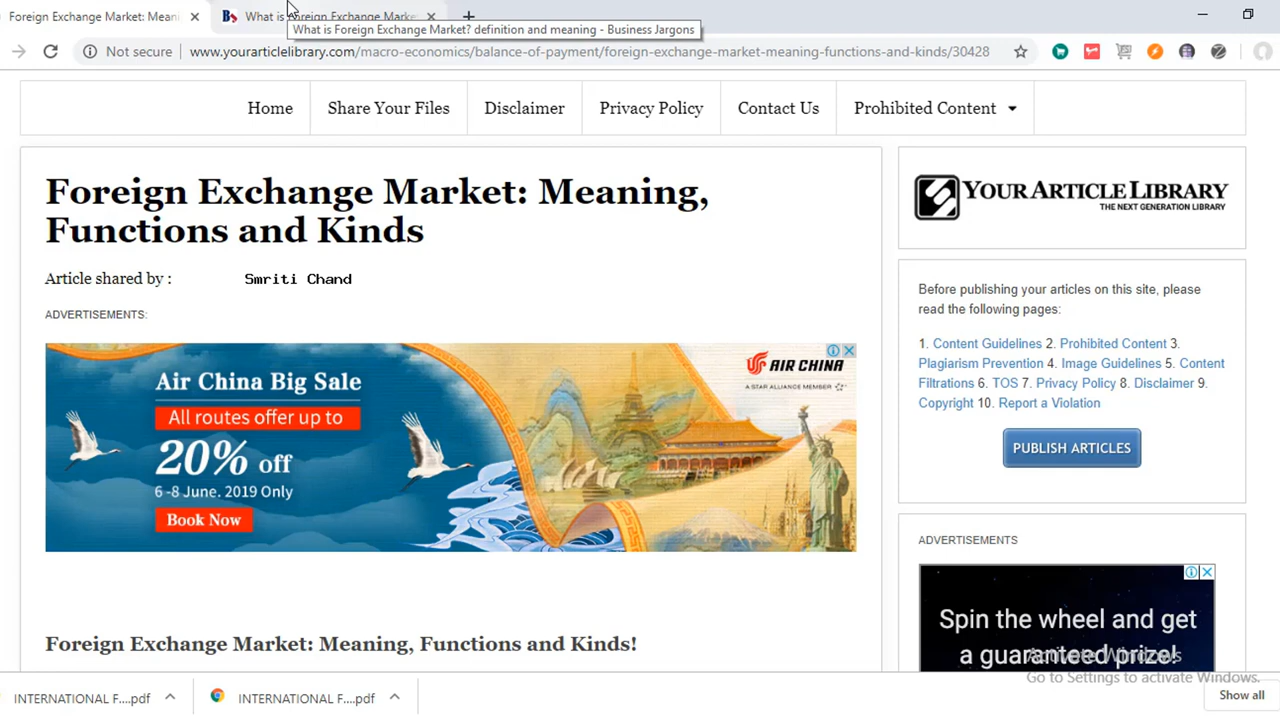 Foreign Exchange Market: Meani
What is Foreign Exchange Marke
What is Foreign Exchange Market? definition and meaning - Business Jargons
Not secure www.yourarticlelibrary.com/macro-economics/balance-of-payment/foreign-exchange-market-meaning-functions-and-kinds/30428
Home Share Your Files Disclaimer Privacy Policy Contact Us Prohibited Content
Foreign Exchange Market: Meaning,
Functions and Kinds
Article shared by : Smriti Chand
ADVERTISEMENTS:
Air China Big Sale
All routes offer up to
20% off
6 -8 June. 2019 Only
Book Now
AIR CHINA
A STAR ALLIANCE MEMBER
Foreign Exchange Market: Meaning, Functions and Kinds!
YOUR ARTICLE LIBRARY
THE NEXT GENERATION LIBRARY
Before publishing your articles on this site, please
read the following pages:
1. Content Guidelines 2. Prohibited Content 3.
Plagiarism Prevention 4. Image Guidelines 5. Content
Filtrations 6. TOS 7. Privacy Policy 8. Disclaimer 9.
Copyright 10. Report a Violation
PUBLISH ARTICLES
ADVERTISEMENTS
Spin the wheel and get
a guaranteed prize!
Activate Windows
Go to Settings to activate Windows.
INTERNATIONAL F....pdf
INTERNATIONAL F....pdf
Show all